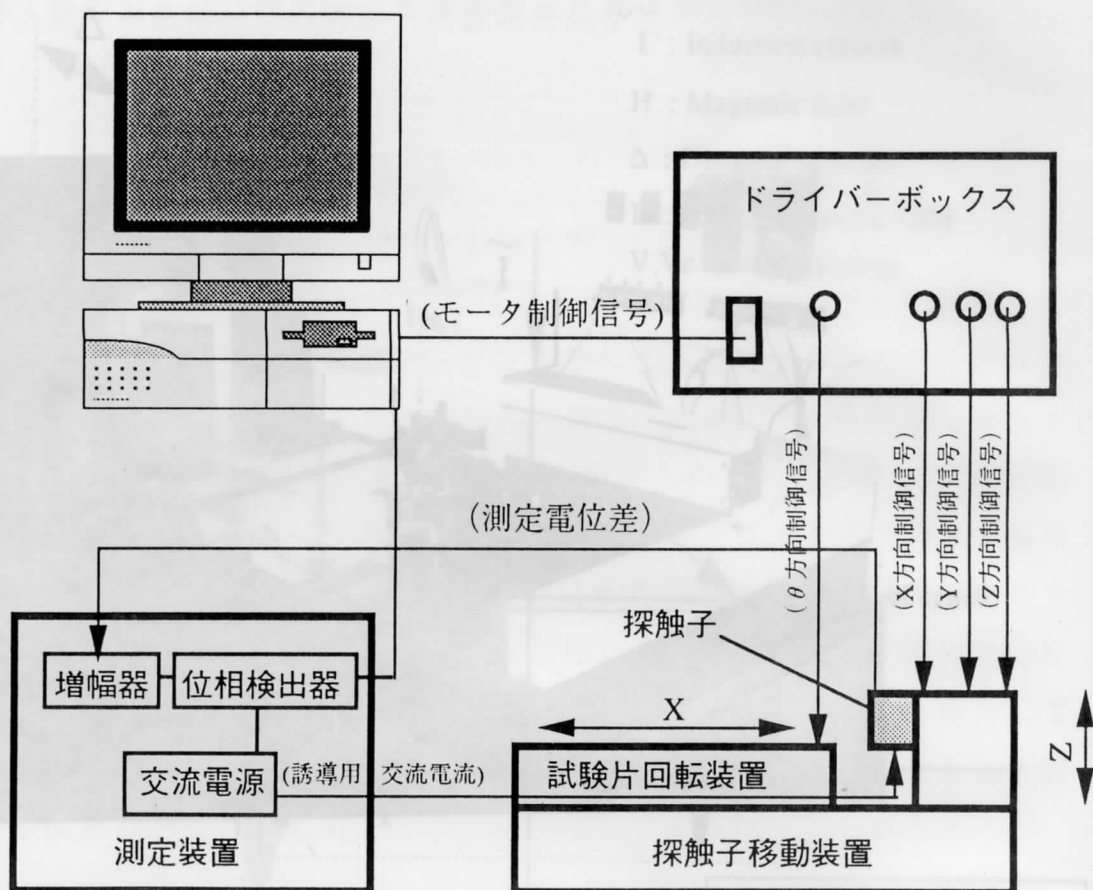 ドライバーボックス
(モータ制御信号)
(θ方向制御信号)
(X方向制御信号)
(Y方向制御信号)
(Z方向制御信号)
(測定電位差)
探触子
増幅器
位相検出器
X
Z
交流電源
(誘導用 交流電流)
試験片回転装置
測定装置
探触子移動装置
H : Magnetic field
Δ :